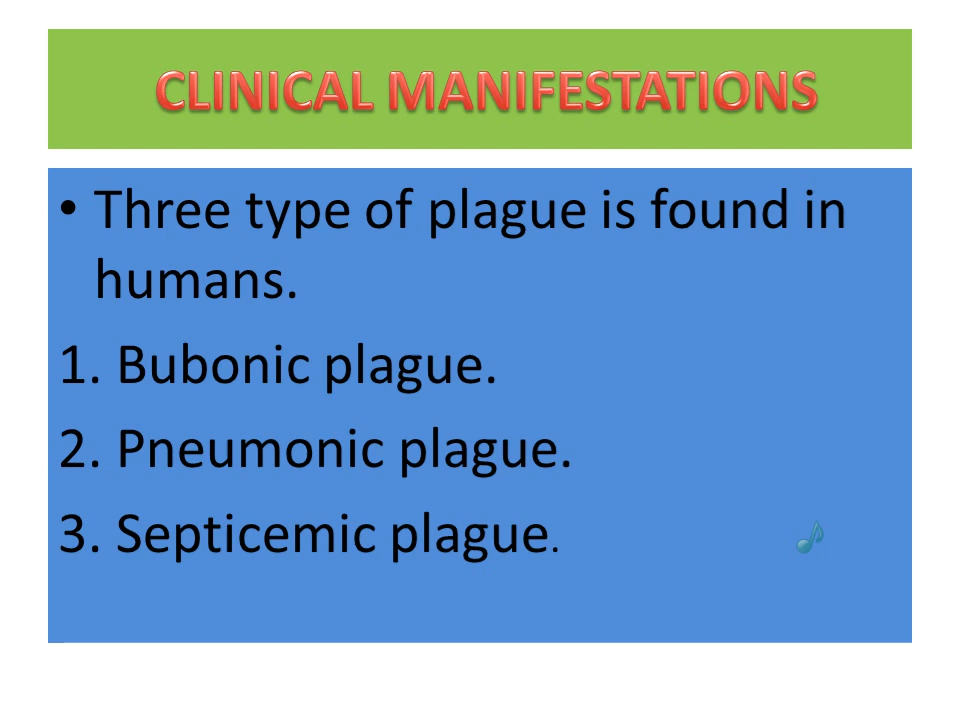 CLINICAL MANIFESTATIONS
• Three type of plague is found in
humans.
1. Bubonic plague.
2. Pneumonic plague.
3. Septicemic plague.